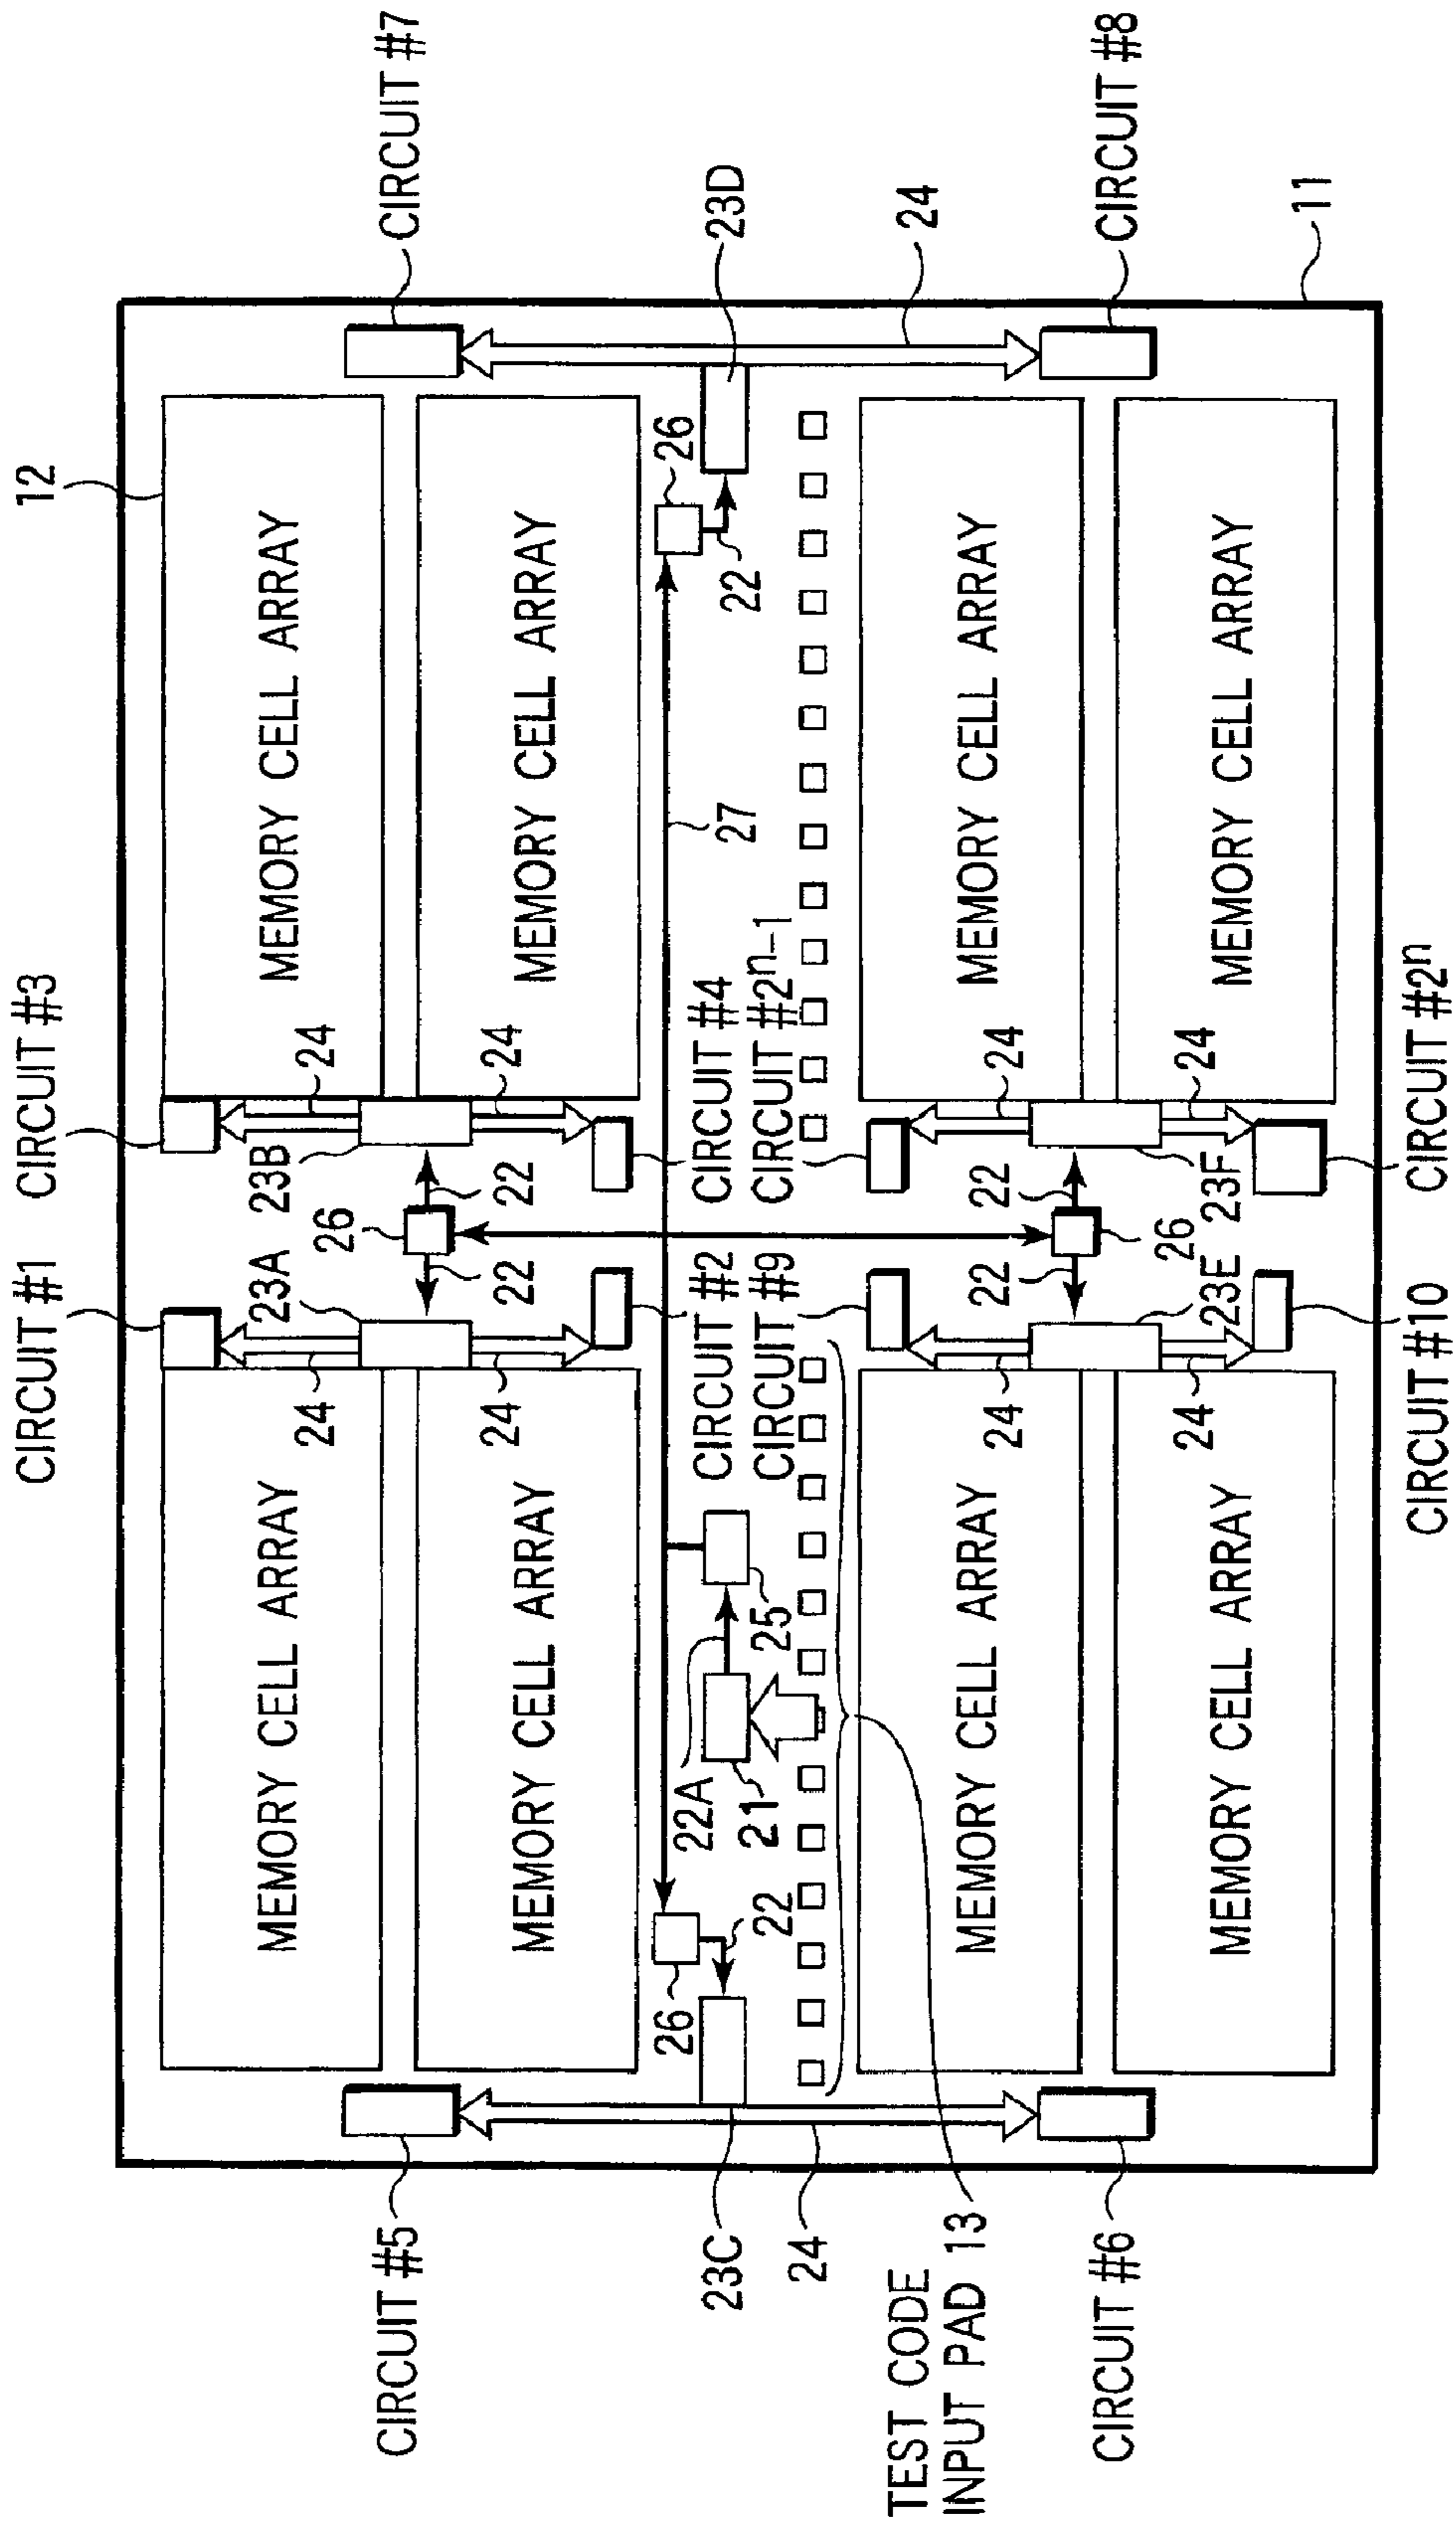 CIRCUIT #1
CIRCUIT #3
12
23A
26
23B
24
24
22
22
24
24
MEMORY CELL ARRAY
MEMORY CELL ARRAY
MEMORY CELL ARRAY
MEMORY CELL ARRAY
CIRCUIT #5
CIRCUIT #7
26
22
22A
21
25
CIRCUIT #2
CIRCUIT #4
27
22
26
23C
23D
CIRCUIT #9
CIRCUIT #2n-1
24
24
TEST CODE
INPUT PAD 13
MEMORY CELL ARRAY
MEMORY CELL ARRAY
24
22
22
24
24
23E
26
23F
24
MEMORY CELL ARRAY
MEMORY CELL ARRAY
CIRCUIT #6
CIRCUIT #8
11
CIRCUIT #10
CIRCUIT #2n